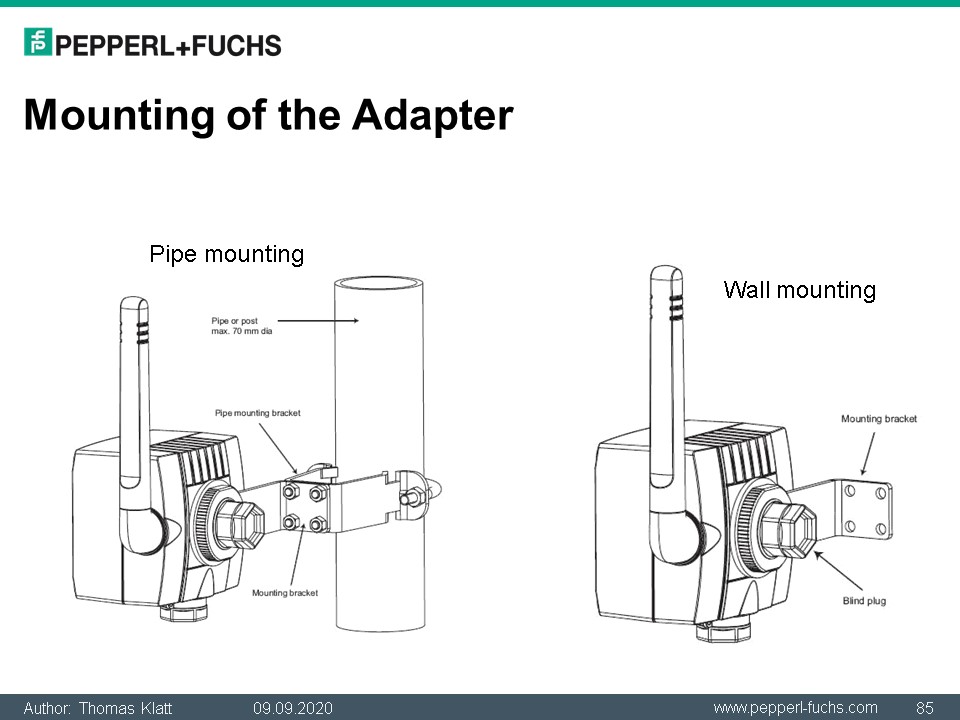 PEPPERL+FUCHS
Mounting of the Adapter
Pipe mounting
Pipe or post
max. 70 mm dia
Pipe mounting bracket
Mounting bracket
Wall mounting
Mounting bracket
Blind plug
Author: Thomas Klatt 09.09.2020 www.pepperl-fuchs.com 85